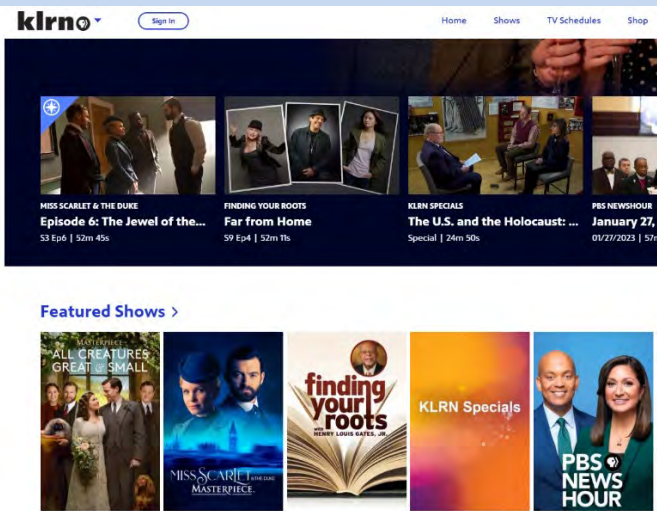 klrn
Sign In
Home Shows TV Schedules Shop
MISS SCARLET & THE DUKE
Episode 6: The Jewel of the...
S3 Ep6 | 52m 45s
FINDING YOUR ROOTS
Far from Home
S9 Ep4 | 52m 11s
KLRN SPECIALS
The U.S. and the Holocaust: ...
Special | 24m 50s
PBS NEWSHOUR
January 27,
01/27/2023 | 57m
Featured Shows >
MASTERPIECE
ALL CREATURES
GREAT & SMALL
MISS SCARLET & THE DUKE
MASTERPIECE.
finding
your
roots
with
HENRY LOUIS GATES, JR.
KLRN Specials
PBS
NEWS
HOUR